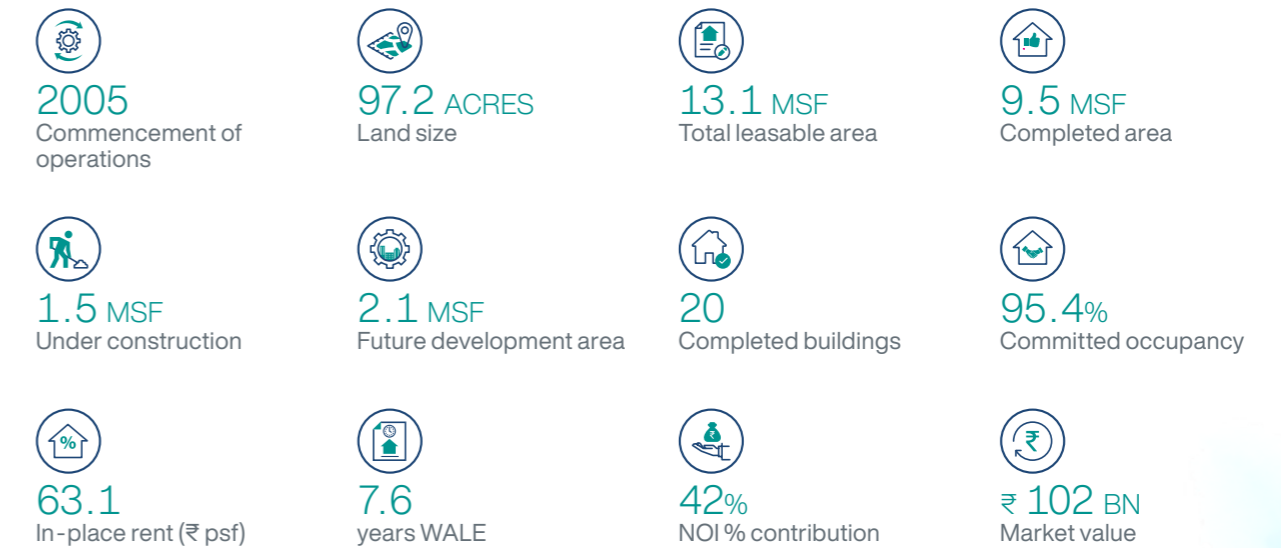 2005
Commencement of
operations
97.2 ACRES
Land size
13.1 MSF
Total leasable area
9.5 MSF
Completed area
1.5 MSF
Under construction
2.1 MSF
Future development area
20
Completed buildings
95.4%
Committed occupancy
%
63.1
In-place rent (₹ psf)
7.6
years WALE
₹
42%
NOI % contribution
₹
₹ 102 BN
Market value